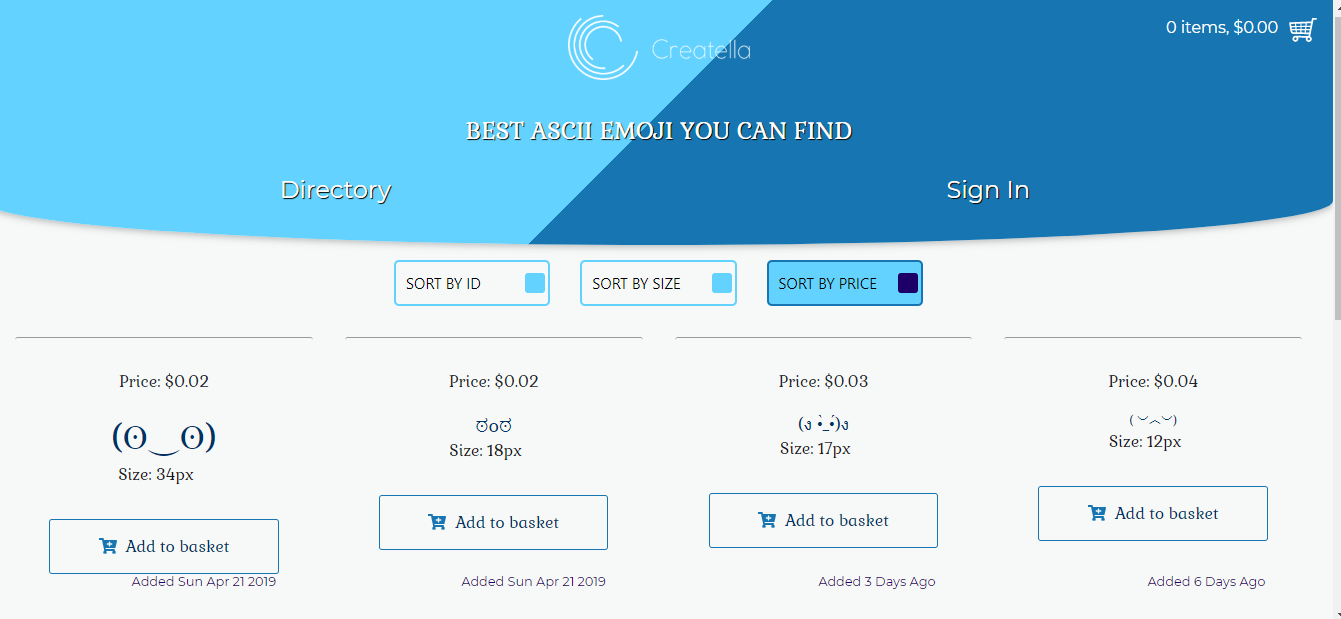 0 items, $0.00
Creatella
BEST ASCII EMOJI YOU CAN FIND
Directory
Sign In
SORT BY ID
SORT BY SIZE
SORT BY PRICE
Price: $0.02
(ʘ‿ʘ)
Size: 34px
Add to basket
Added Sun Apr 21 2019
Price: $0.02
ಠoಠ
Size: 18px
Add to basket
Added Sun Apr 21 2019
Price: $0.03
(ง •̀_•́)ง
Size: 17px
Add to basket
Added 3 Days Ago
Price: $0.04
( ︶︿︶)
Size: 12px
Add to basket
Added 6 Days Ago